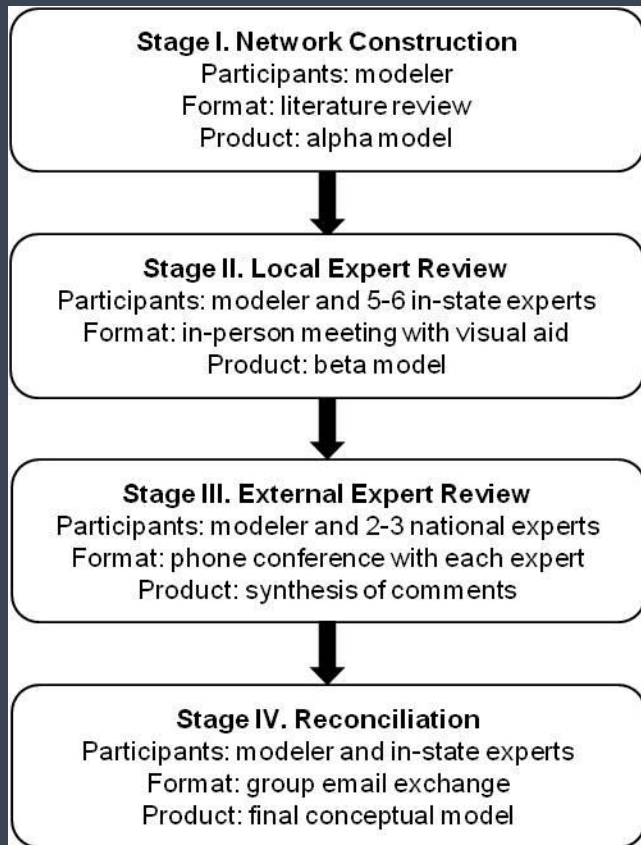 Stage I. Network Construction
Participants: modeler
Format: literature review
Product: alpha model
Stage II. Local Expert Review
Participants: modeler and 5-6 in-state experts
Format: in-person meeting with visual aid
Product: beta model
Stage III. External Expert Review
Participants: modeler and 2-3 national experts
Format: phone conference with each expert
Product: synthesis of comments
Stage IV. Reconciliation
Participants: modeler and in-state experts
Format: group email exchange
Product: final conceptual model